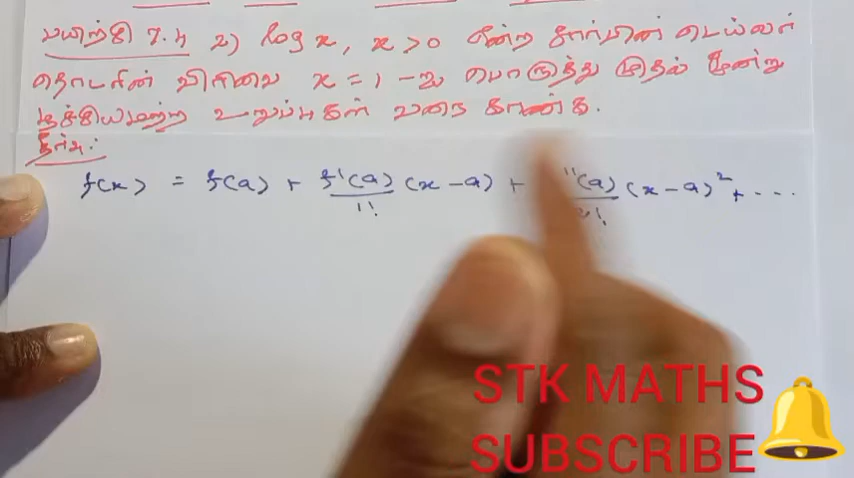 பயிற்சி 7.4 2) log x, x > 0 என்ற சார்பின் டெய்லர்
தொடரின் விரிவை x = 1 -ஐ பொருத்து முதல் மூன்று
பூச்சியமற்ற உறுப்புகள் வரை காண்க.
தீர்வு:
f(x) = f(a) + f'(a)/1! (x-a) + "(a)/2! (x-a)² + ...
STK MATHS
SUBSCRIBE